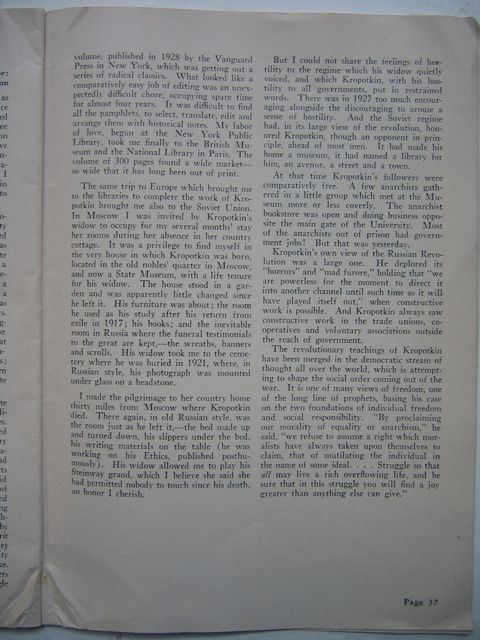 volume, published in 1928 by the Vanguard
Press in New York, which was getting out a
series of radical classics. What looked like a
comparatively easy job of editing was an unex-
pectedly difficult chore, occupying spare time
for almost four years. It was difficult to find
all the pamphlets, to select, translate, edit and
arrange them with historical notes. My labor
of love, begun at the New York Public
Library, took me finally to the British Mu-
seum and the National Library in Paris. The
volume of 300 pages found a wide market—
so wide that it has long been out of print.
The same trip to Europe which brought me
to the libraries to complete the work of Kro-
potkin brought me also to the Soviet Union.
In Moscow I was invited by Kropotkin's
widow to occupy for my several months' stay
her rooms during her absence in her country
cottage. It was a privilege to find myself in
the very house in which Kropotkin was born,
located in the old nobles' quarter in Moscow,
and now a State Museum, with a life tenure
for his widow. The house stood in a gar-
den and was apparently little changed since
he left it. His furniture was about; the room
he used as his study after his return from
exile in 1917; his books; and the inevitable
room in Russia where the funeral testimonials
to the great are kept,—the wreaths, banners
and scrolls. His widow took me to the ceme-
tery where he was buried in 1921, where, in
Russian style, his photograph was mounted
under glass on a headstone.
I made the pilgrimage to her country home
thirty miles from Moscow where Kropotkin
died. There again, in old Russian style, was
the room just as he left it,—the bed made up
and turned down, his slippers under the bed,
his writing materials on the table (he was
working on his Ethics, published posthu-
mously). His widow allowed me to play his
Steinway grand, which I believe she said she
had permitted nobody to touch since his death,
an honor I cherish.
But I could not share the feelings of hos-
tility to the regime which his widow quietly
voiced, and which Kropotkin, with his hos-
tility to all governments, put in restrained
words. There was in 1927 too much encour-
aging alongside the discouraging to arouse a
sense of hostility. And the Soviet regime
had, in its large view of the revolution, hon-
ored Kropotkin, though an opponent in prin-
ciple, ahead of most men. It had made his
home a museum, it had named a library for
him, an avenue, a street and a town.
At that time Kropotkin's followers were
comparatively free. A few anarchists gath-
ered in a little group which met at the Mu-
seum more or less covertly. The anarchist
bookstore was open and doing business oppo-
site the main gate of the University. Most
of the anarchists out of prison had govern-
ment jobs! But that was yesterday.
Kropotkin's own view of the Russian Revo-
lution was a large one. He deplored its
"horrors" and "mad furore," holding that "we
are powerless for the moment to direct it
into another channel until such time as it will
have played itself out," when constructive
work is possible. And Kropotkin always saw
constructive work in the trade unions, co-
operatives and voluntary associations outside
the reach of government.
The revolutionary teachings of Kropotkin
have been merged in the democratic stream of
thought all over the world, which is attempt-
ing to shape the social order coming out of the
war. It is one of many views of freedom, one
of the long line of prophets, basing his case
on the two foundations of individual freedom
and social responsibility. "By proclaiming
our morality of equality or anarchism," he
said, "we refuse to assume a right which mor-
alists have always taken upon themselves to
claim, that of mutilating the individual in
the name of some ideal. . . . Struggle so that
all may live a rich overflowing life, and be
sure that in this struggle you will find a joy
greater than anything else can give."
Page 37